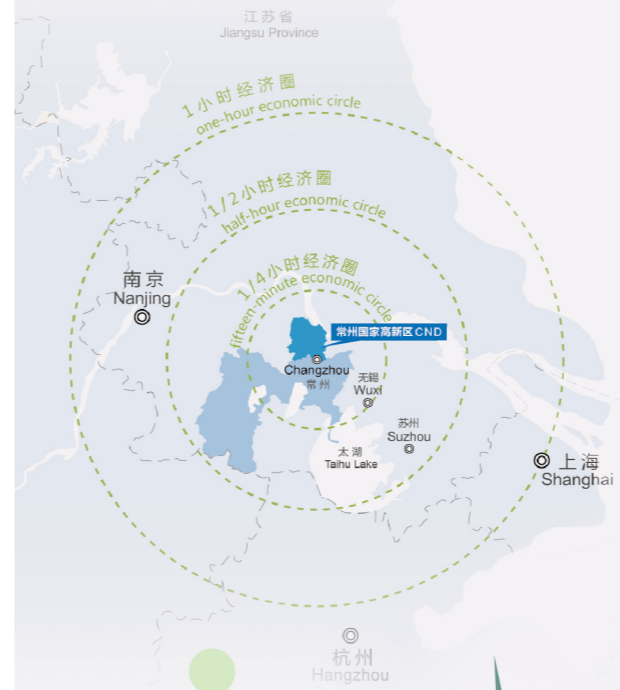 江苏省
Jiangsu Province
1小时经济圈
one-hour economic circle
1/2小时经济圈
half-hour economic circle
1/4小时经济圈
fifteen-minute economic circle
南京
Nanjing
常州国家高新区CND
Changzhou
常州
无锡
Wuxi
苏州
Suzhou
太湖
Taihu Lake
上海
Shanghai
杭州
Hangzhou